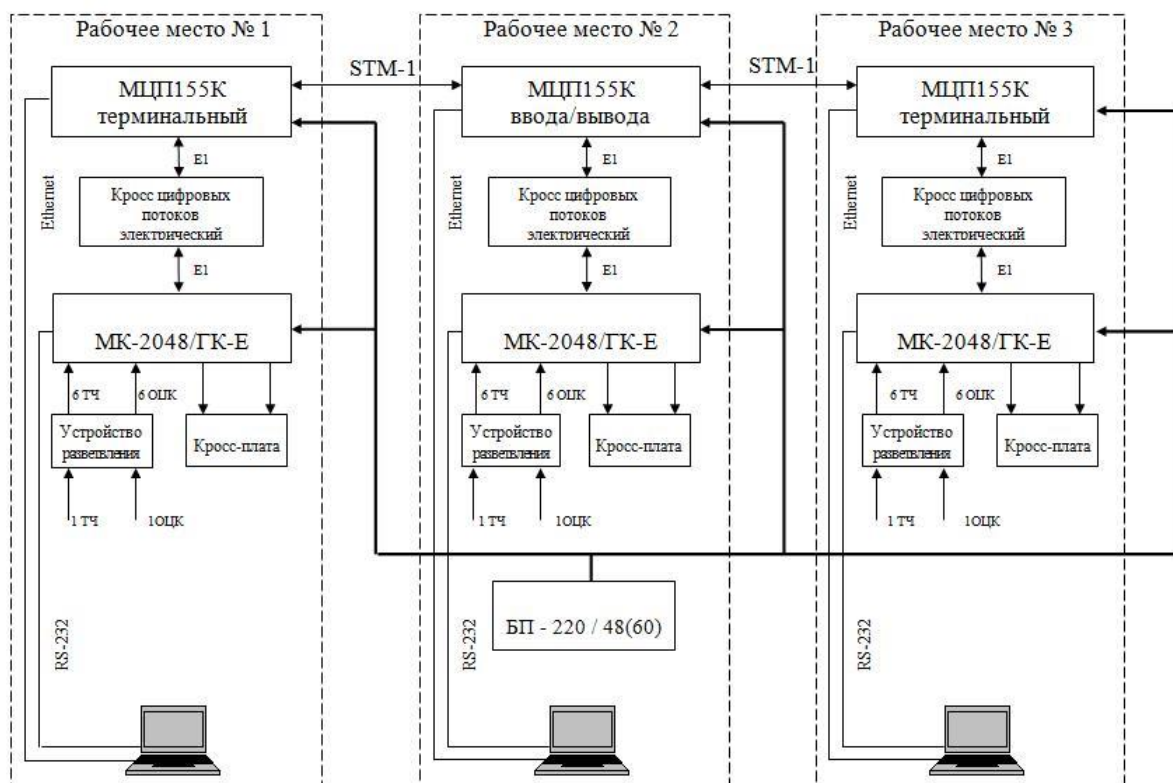 Рабочее место № 1
МЦП155К
терминальный
E1
Ethernet
Кросс цифровых
потоков
электрический
E1
МК-2048/ГК-Е
6 ТЧ
6 ОЦК
Устройство
разветвления
Кросс-плата
1 ТЧ
1ОЦК
RS-232
STM-1
Рабочее место № 2
МЦП155К
ввода/вывода
E1
Ethernet
Кросс цифровых
потоков
электрический
E1
МК-2048/ГК-Е
6 ТЧ
6 ОЦК
Устройство
разветвления
Кросс-плата
1 ТЧ
1ОЦК
БП - 220 / 48(60)
RS-232
STM-1
Рабочее место № 3
МЦП155К
терминальный
E1
Ethernet
Кросс цифровых
потоков
электрический
E1
МК-2048/ГК-Е
6 ТЧ
6 ОЦК
Устройство
разветвления
Кросс-плата
1 ТЧ
1ОЦК
RS-232